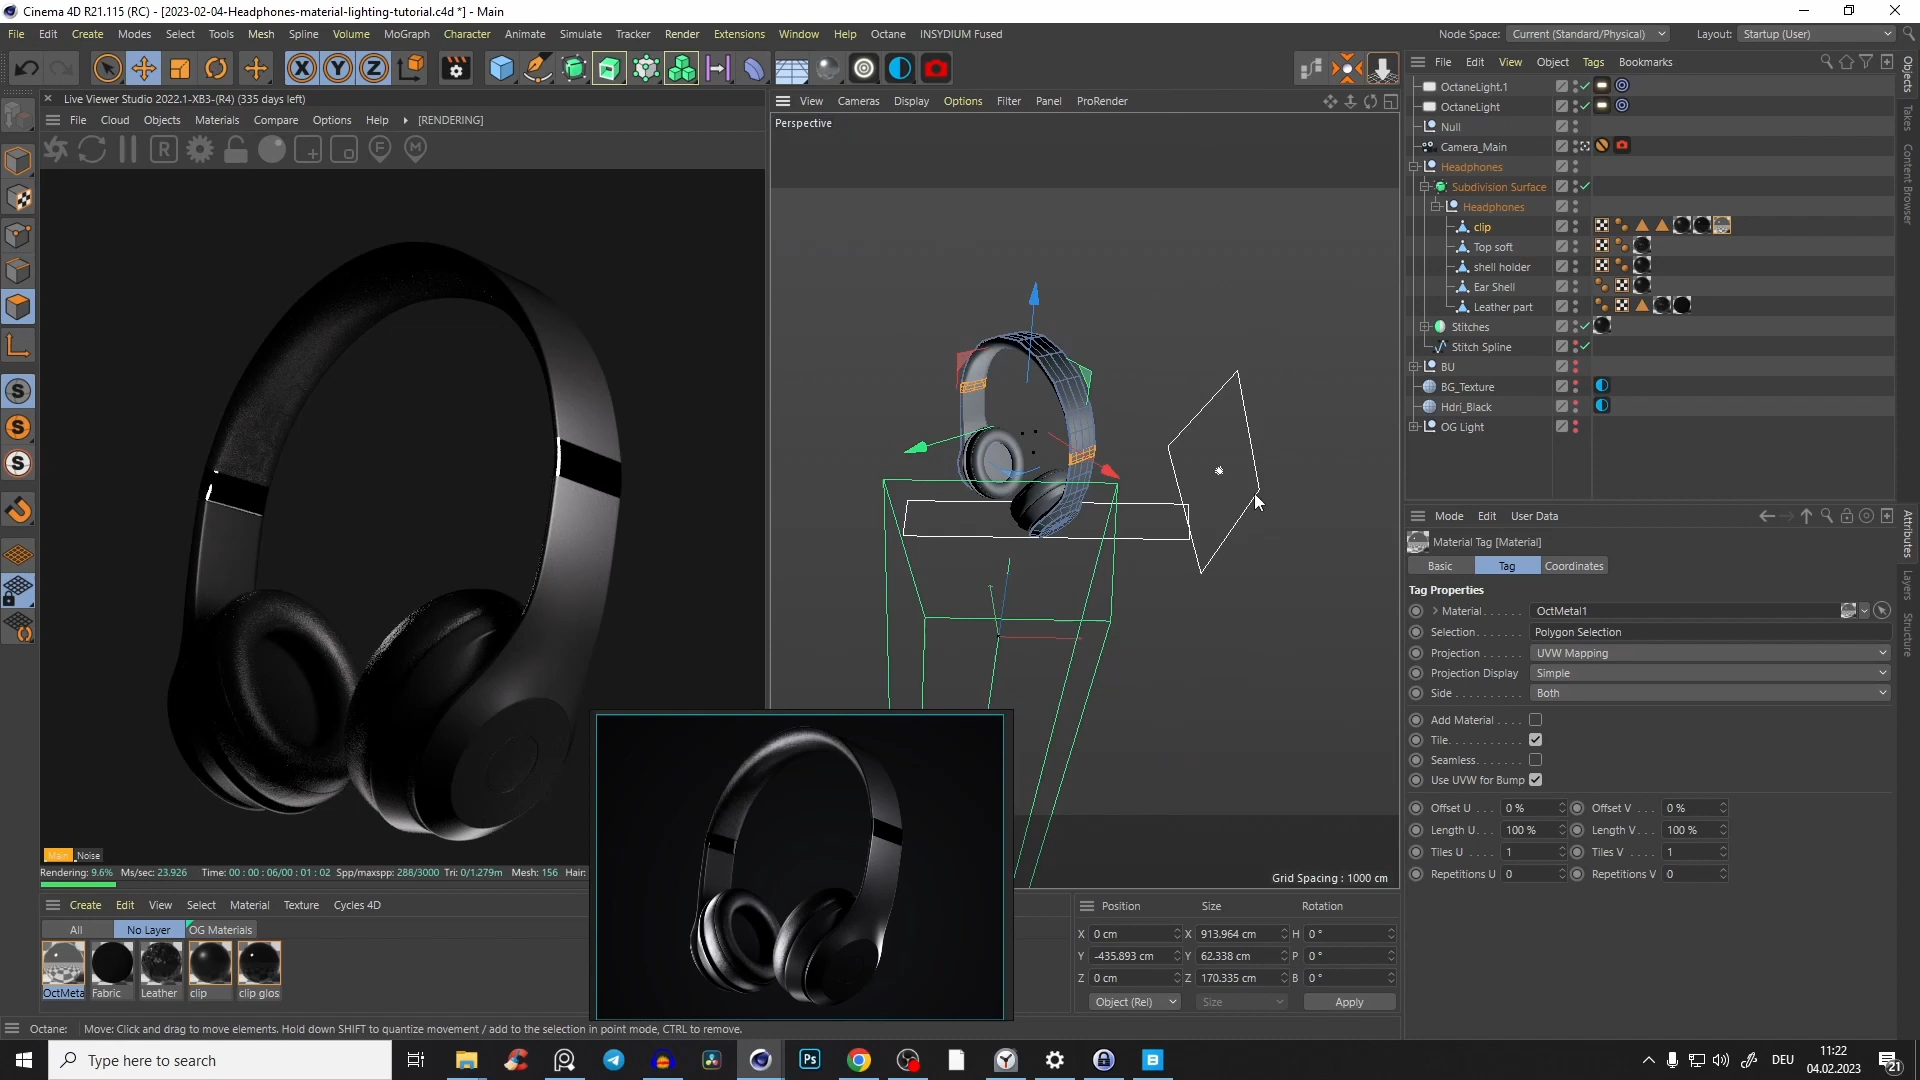 Cinema 4D R21.115 (RC) - [2023-02-04-Headphones-material-lighting-tutorial.c4d *] - Main
File Edit Create Modes Select Tools Mesh Spline Volume MoGraph Character Animate Simulate Tracker Render Extensions Window Help Octane INSYDIUM Fused
Node Space: Current (Standard/Physical) Layout: Startup (User)
File Edit View Object Tags Bookmarks
Live Viewer Studio 2022.1-XB3-(R4) (335 days left)
File Cloud Objects Materials Compare Options Help [RENDERING]
View Cameras Display Options Filter Panel ProRender
Perspective
OctaneLight.1
OctaneLight
Null
Camera_Main
Headphones
Subdivision Surface
Headphones
clip
Top soft
shell holder
Ear Shell
Leather part
Stitches
Stitch Spline
BU
BG_Texture
Hdri_Black
OG Light
Objects
Takes
Content Browser
Mode Edit User Data
Material Tag [Material]
Basic Tag Coordinates
Tag Properties
Material OctMetal1
Selection Polygon Selection
Projection UVW Mapping
Projection Display Simple
Side Both
Add Material
Tile
Seamless
Use UVW for Bump
Offset U 0 % Offset V 0 %
Length U 100 % Length V 100 %
Tiles U 1 Tiles V 1
Repetitions U 0 Repetitions V 0
Attributes
Layers
Structure
Grid Spacing : 1000 cm
Main Noise
Rendering: 9.6% Ms/sec: 23.926 Time: 00 : 00 : 06/00 : 01 : 02 Spp/maxspp: 288/3000 Tri: 0/1.279m Mesh: 156 Hair:
Create Edit View Select Material Texture Cycles 4D
All No Layer OG Materials
OctMeta Fabric Leather clip clip glos
Position Size Rotation
X 0 cm X 913.964 cm H 0 °
Y -435.893 cm Y 62.338 cm P 0 °
Z 0 cm Z 170.335 cm B 0 °
Object (Rel) Size Apply
Octane: Move: Click and drag to move elements. Hold down SHIFT to quantize movement / add to the selection in point mode, CTRL to remove.
Type here to search
Ps
DEU
11:22
04.02.2023
21